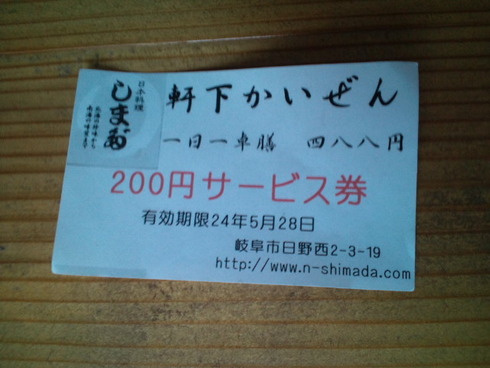 日本料理
しまだ
軒下かいぜん
一日一車膳 四八八円
200円サービス券
有効期限24年5月28日
岐阜市日野西2-3-19
http://www.n-shimada.com